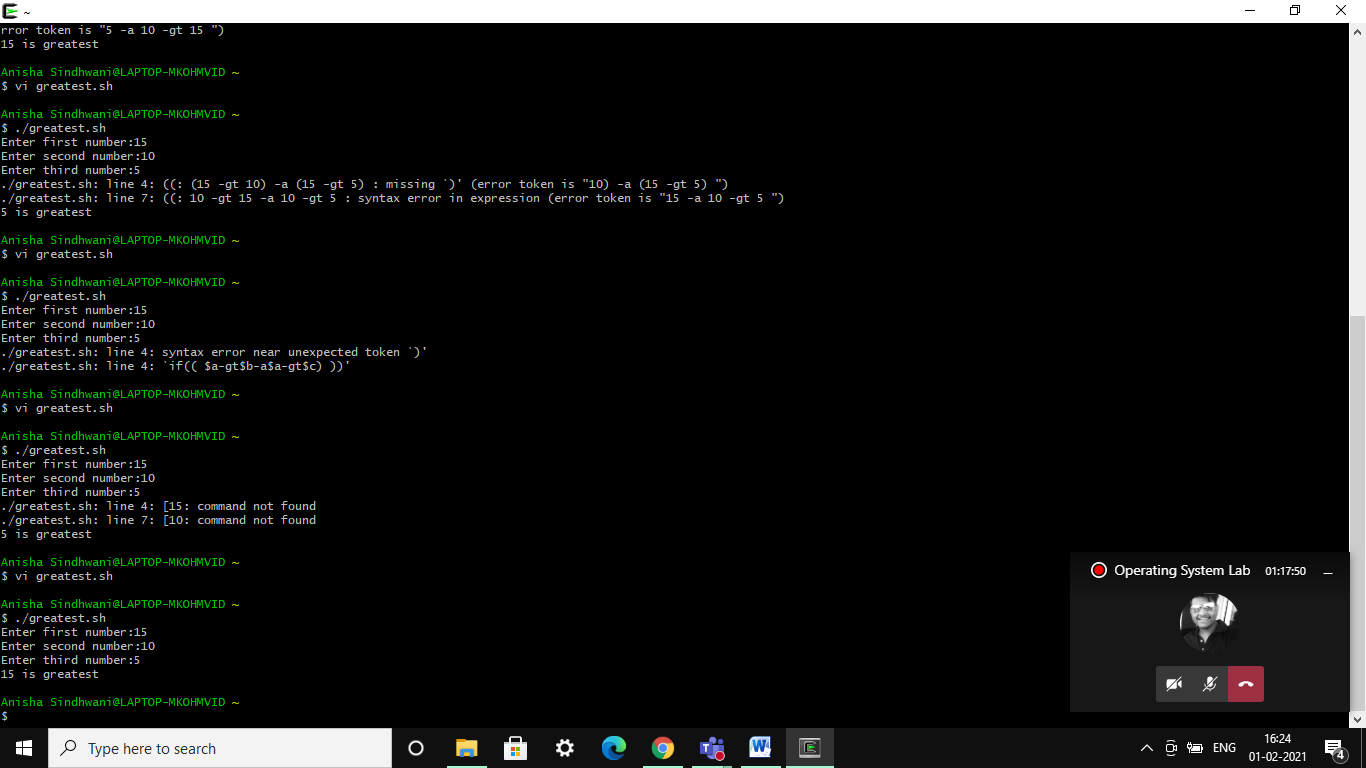 ~
rror token is "5 -a 10 -gt 15 ")
15 is greatest
Anisha Sindhwani@LAPTOP-MKOHMVID ~
$ vi greatest.sh
Anisha Sindhwani@LAPTOP-MKOHMVID ~
$ ./greatest.sh
Enter first number:15
Enter second number:10
Enter third number:5
./greatest.sh: line 4: ((: (15 -gt 10) -a (15 -gt 5) : missing `)' (error token is "10) -a (15 -gt 5) ")
./greatest.sh: line 7: ((: 10 -gt 15 -a 10 -gt 5 : syntax error in expression (error token is "15 -a 10 -gt 5 ")
5 is greatest
Anisha Sindhwani@LAPTOP-MKOHMVID ~
$ vi greatest.sh
Anisha Sindhwani@LAPTOP-MKOHMVID ~
$ ./greatest.sh
Enter first number:15
Enter second number:10
Enter third number:5
./greatest.sh: line 4: syntax error near unexpected token `)'
./greatest.sh: line 4: `if(( $a-gt$b-a$a-gt$c) ))'
Anisha Sindhwani@LAPTOP-MKOHMVID ~
$ vi greatest.sh
Anisha Sindhwani@LAPTOP-MKOHMVID ~
$ ./greatest.sh
Enter first number:15
Enter second number:10
Enter third number:5
./greatest.sh: line 4: [15: command not found
./greatest.sh: line 7: [10: command not found
5 is greatest
Anisha Sindhwani@LAPTOP-MKOHMVID ~
$ vi greatest.sh
Anisha Sindhwani@LAPTOP-MKOHMVID ~
$ ./greatest.sh
Enter first number:15
Enter second number:10
Enter third number:5
15 is greatest
Anisha Sindhwani@LAPTOP-MKOHMVID ~
$
Operating System Lab 01:17:50
Type here to search
ENG
16:24
01-02-2021
4